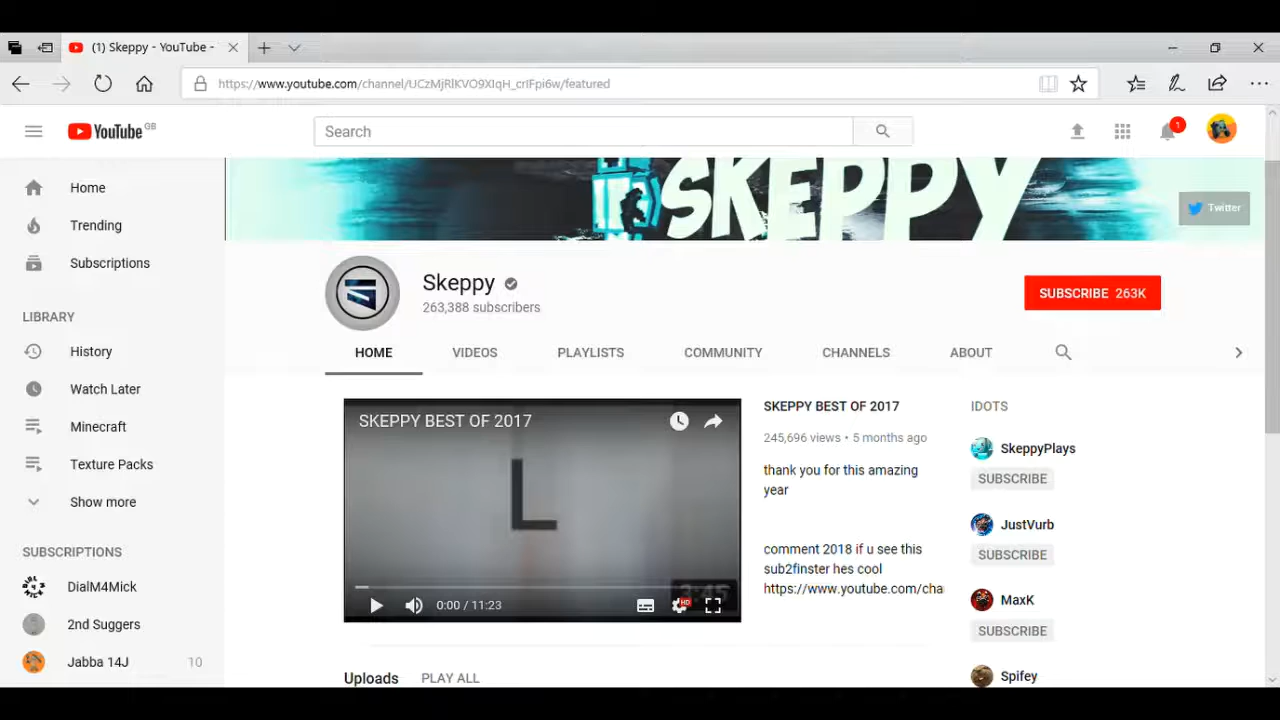 (1) Skeppy - YouTube -
https://www.youtube.com/channel/UCzMjRlKVO9XIqH_crIFpi6w/featured
YouTube GB
Search
1
Home
Trending
Subscriptions
LIBRARY
History
Watch Later
Minecraft
Texture Packs
Show more
SUBSCRIPTIONS
DialM4Mick
2nd Suggers
Jabba 14J 10
SKEPPY
Twitter
Skeppy
263,388 subscribers
SUBSCRIBE 263K
HOME VIDEOS PLAYLISTS COMMUNITY CHANNELS ABOUT
SKEPPY BEST OF 2017
L
3:45
0:00 / 11:23
HD
SKEPPY BEST OF 2017
245,696 views • 5 months ago
thank you for this amazing
year
comment 2018 if u see this
sub2finster hes cool
https://www.youtube.com/cha
IDOTS
SkeppyPlays
SUBSCRIBE
JustVurb
SUBSCRIBE
MaxK
SUBSCRIBE
Spifey
Uploads PLAY ALL